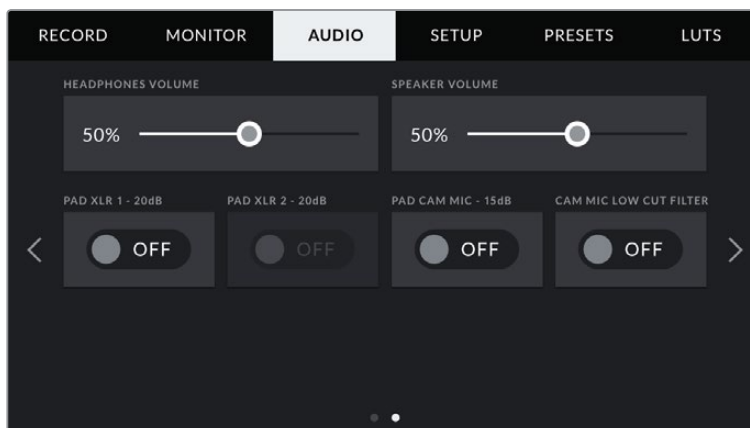 RECORD MONITOR AUDIO SETUP PRESETS LUTS
HEADPHONES VOLUME SPEAKER VOLUME
50% 50%
PAD XLR 1 - 20dB PAD XLR 2 - 20dB PAD CAM MIC - 15dB CAM MIC LOW CUT FILTER
OFF OFF OFF OFF